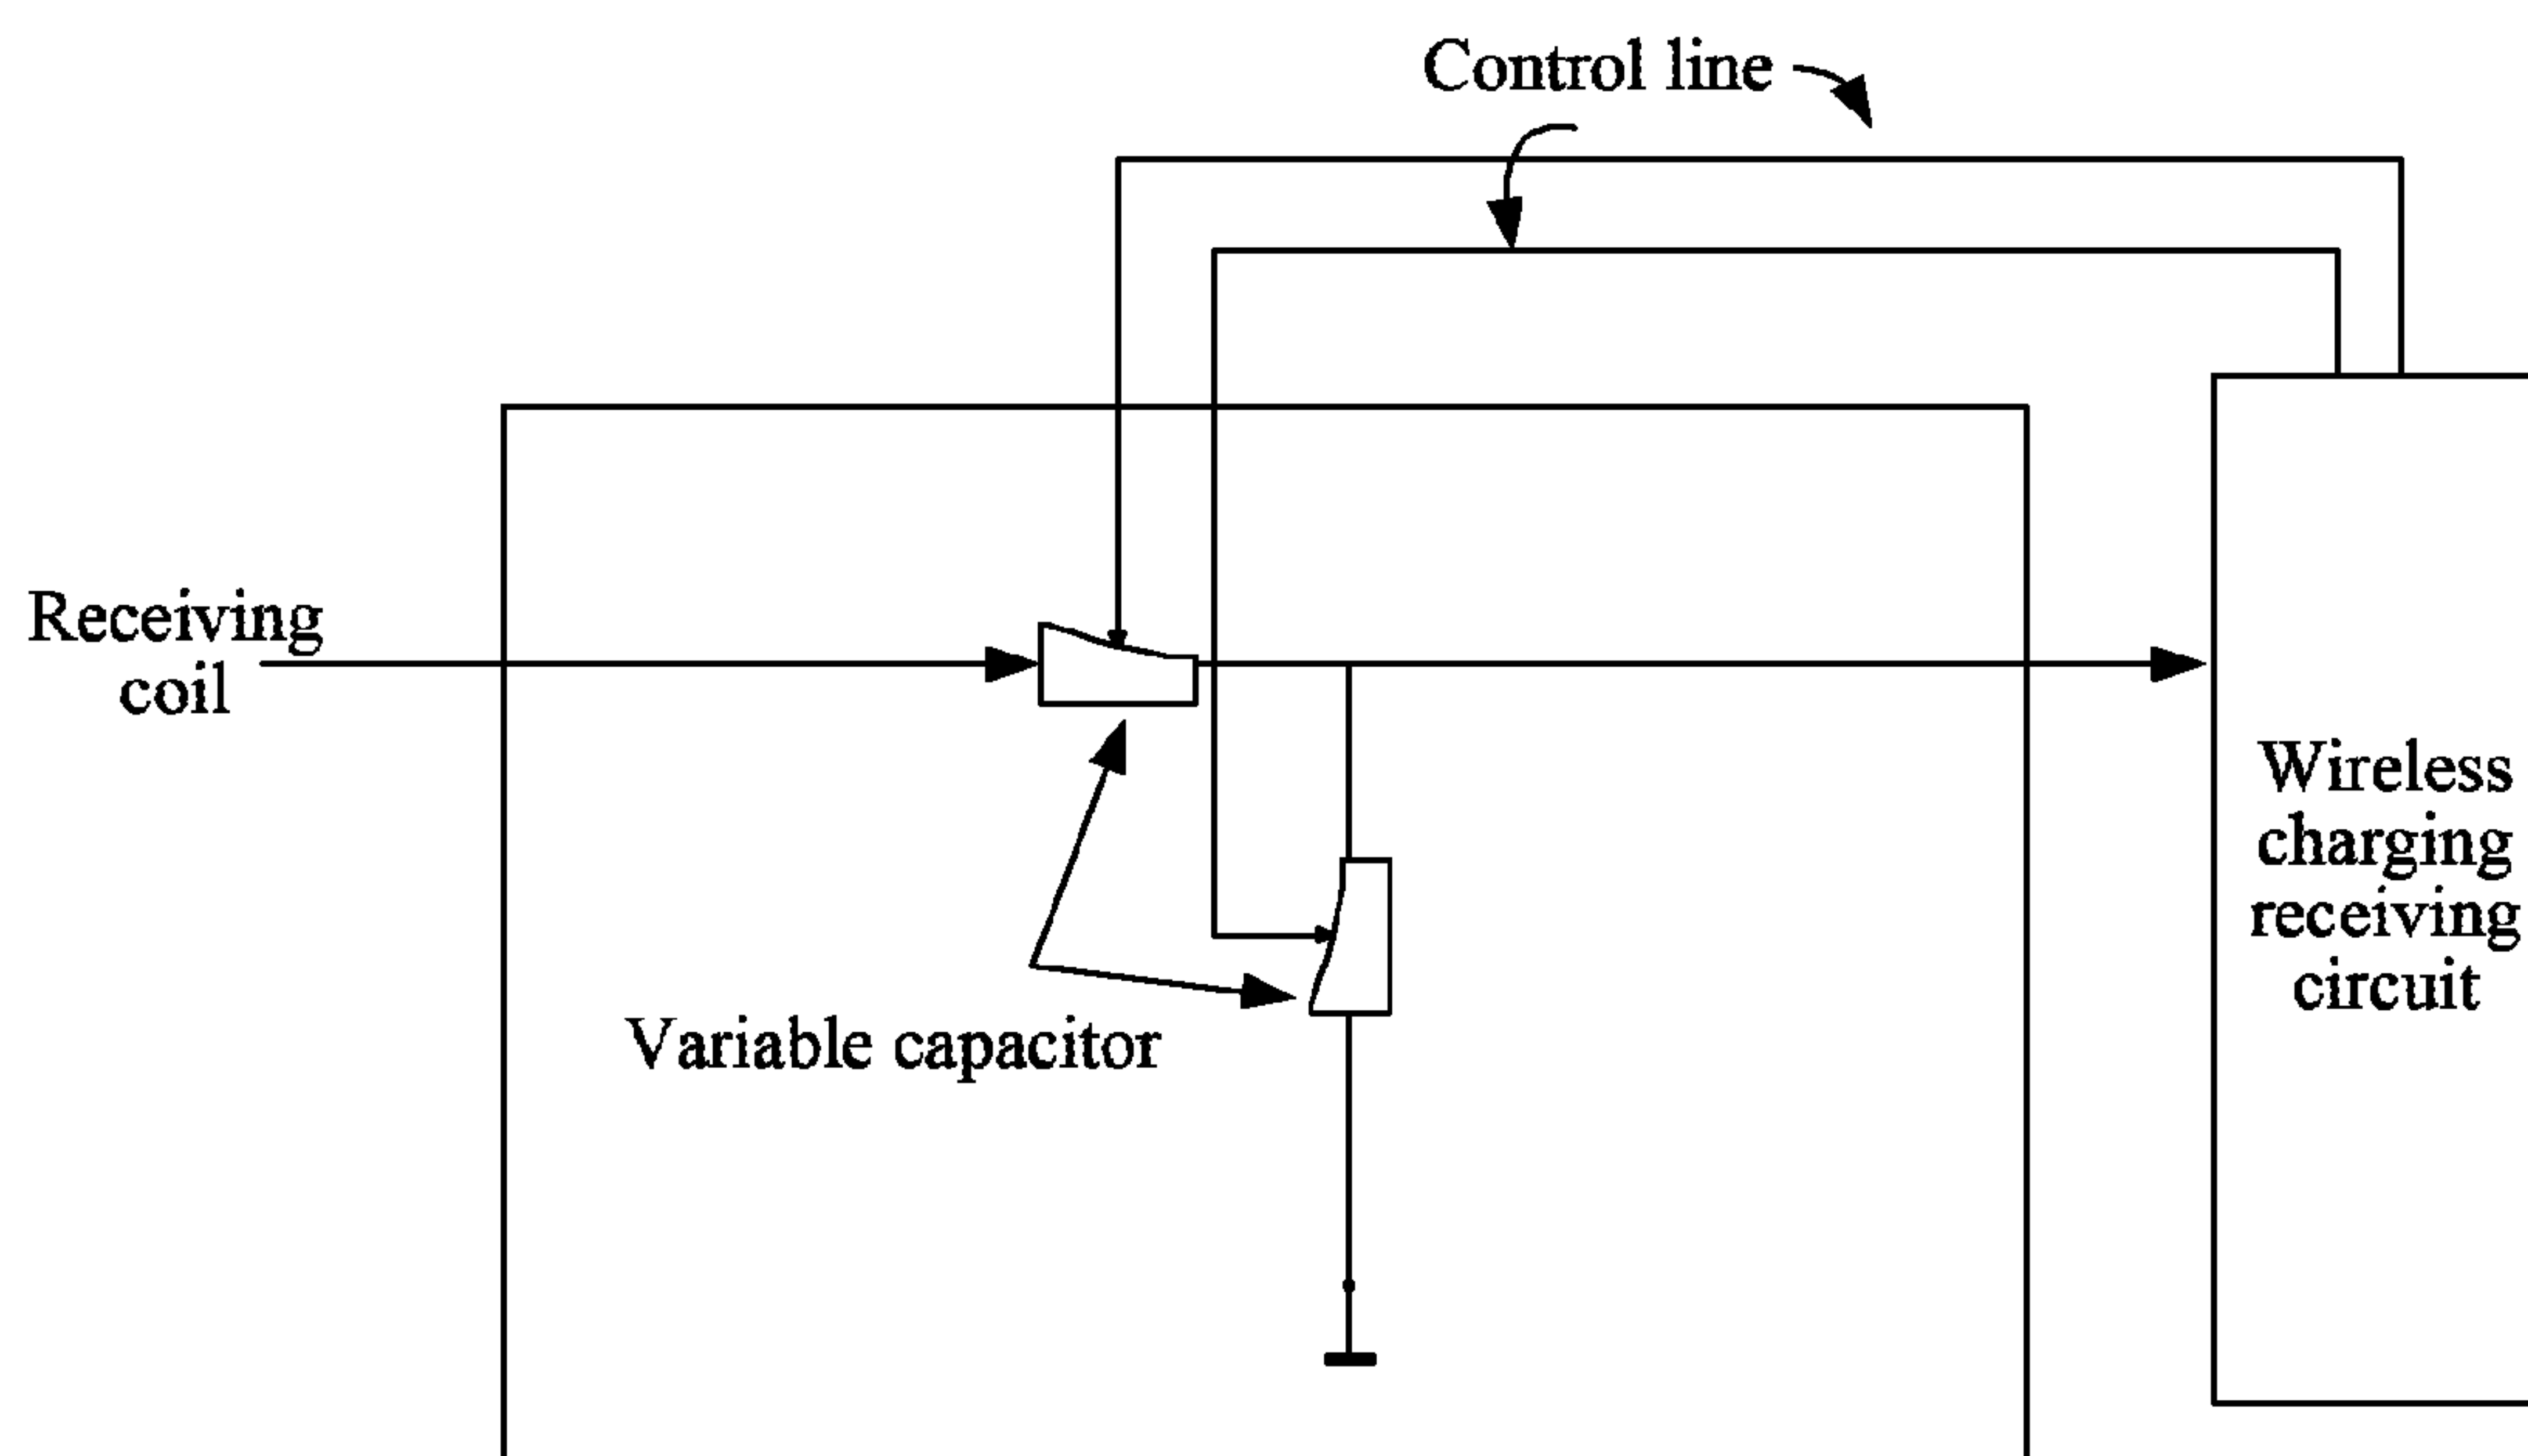 Control line
Receiving
coil
Variable capacitor
Wireless
charging
receiving
circuit